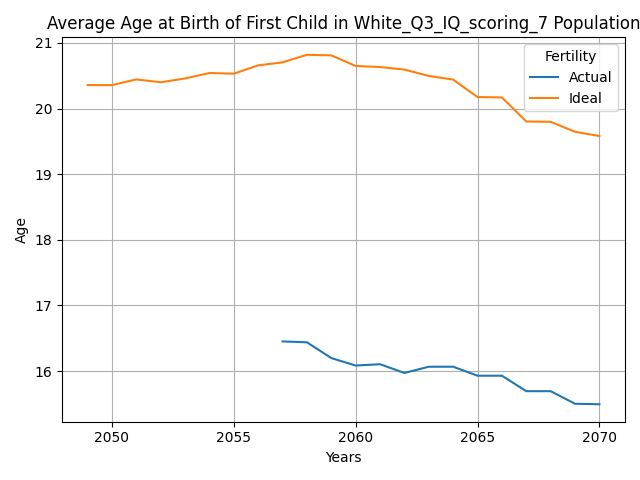 Average Age at Birth of First Child in White_Q3_IQ_scoring_7 Population
21
20
19
18
17
16
Age
Fertility
Actual
Ideal
2050 2055 2060 2065 2070
Years